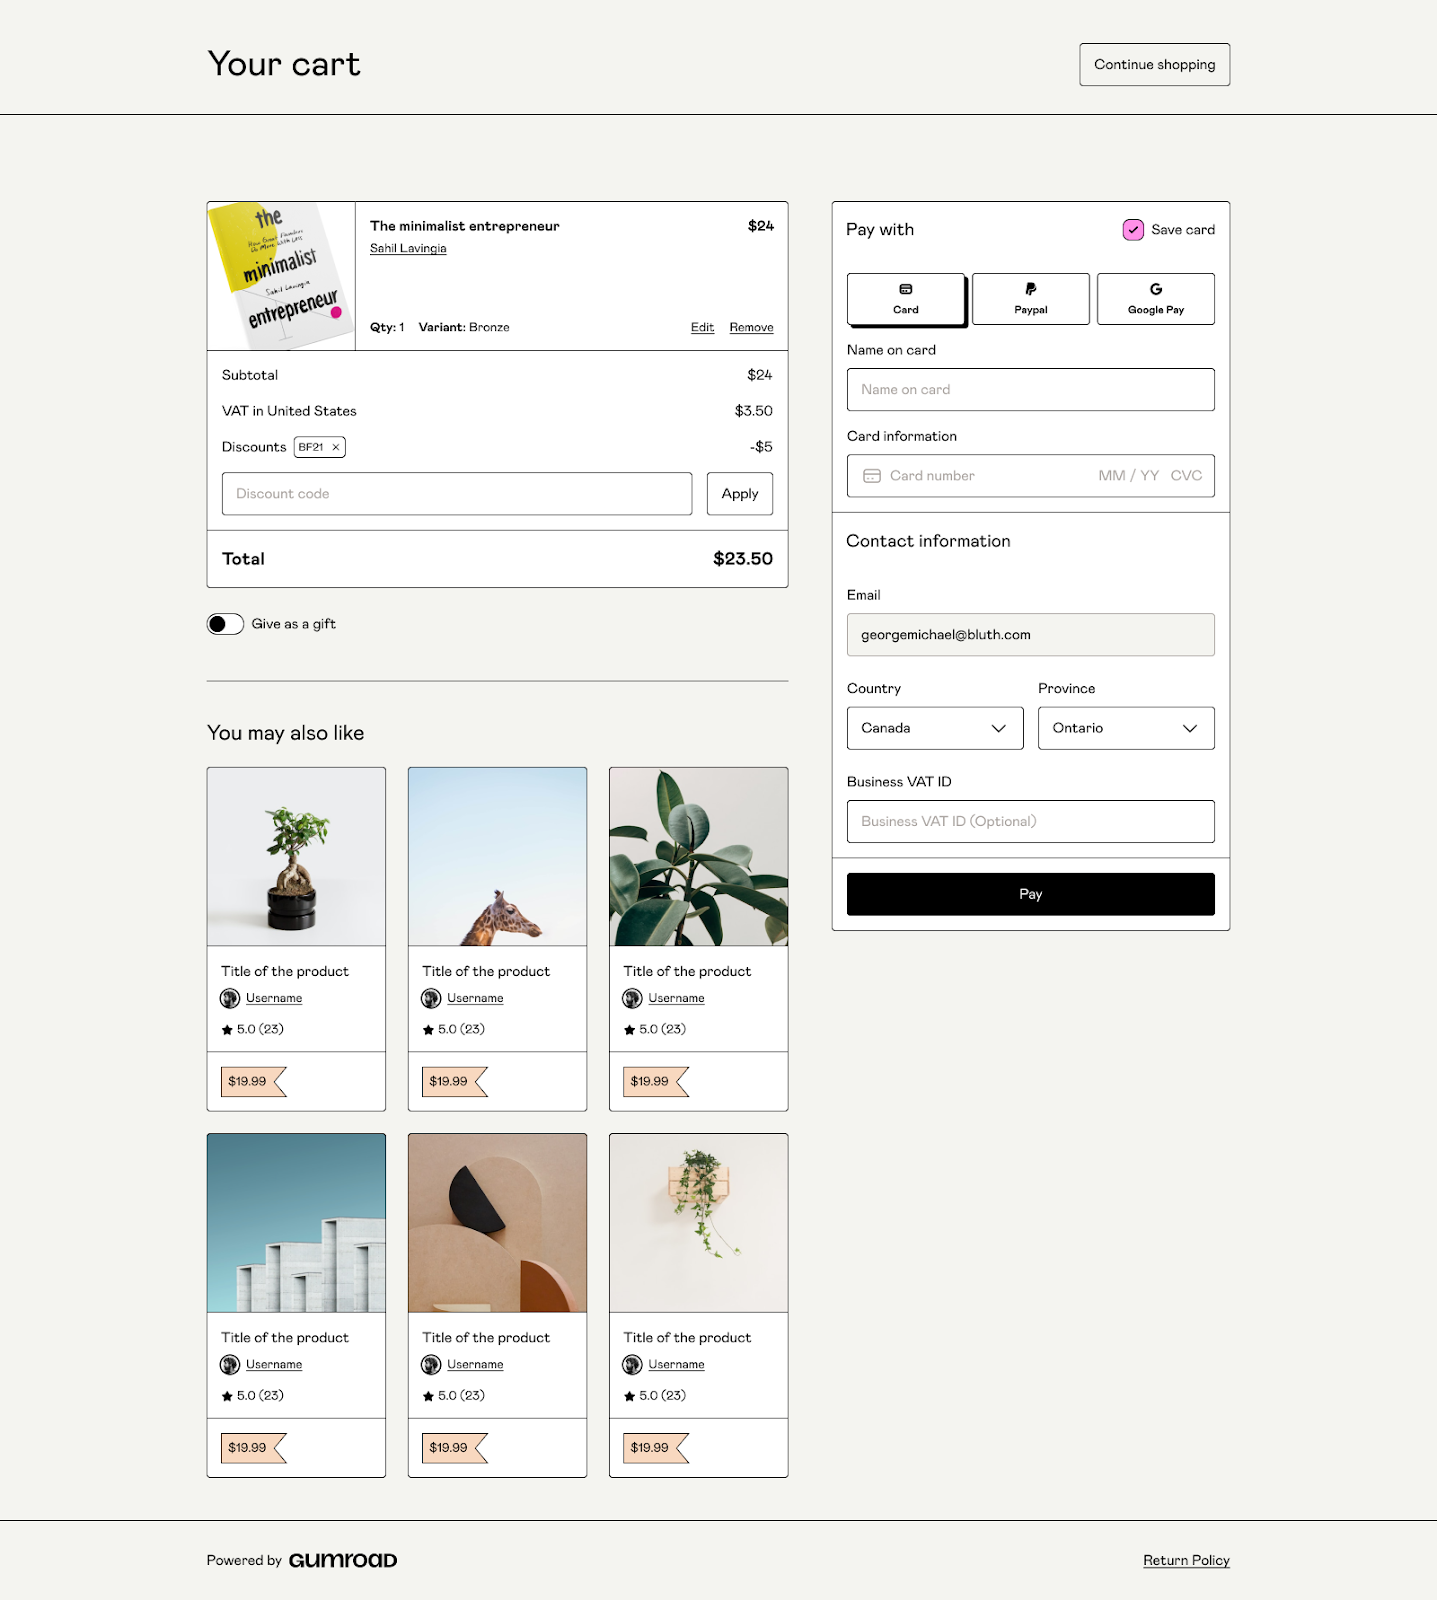 Your cart
Continue shopping
the
How Great Founders
Do More With Less
minimalist
Sahil Lavingia
entrepreneur
The minimalist entrepreneur
$24
Sahil Lavingia
Qty: 1 Variant: Bronze
Edit Remove
Subtotal $24
VAT in United States $3.50
Discounts BF21 × -$5
Discount code Apply
Total $23.50
Give as a gift
Pay with
Save card
Card Paypal Google Pay
Name on card
Name on card
Card information
Card number MM / YY CVC
Contact information
Email
georgemichael@bluth.com
Country Province
Canada Ontario
Business VAT ID
Business VAT ID (Optional)
Pay
You may also like
Title of the product
Username
5.0 (23)
$19.99
Title of the product
Username
5.0 (23)
$19.99
Title of the product
Username
5.0 (23)
$19.99
Title of the product
Username
5.0 (23)
$19.99
Title of the product
Username
5.0 (23)
$19.99
Title of the product
Username
5.0 (23)
$19.99
Powered by GUMROAD
Return Policy